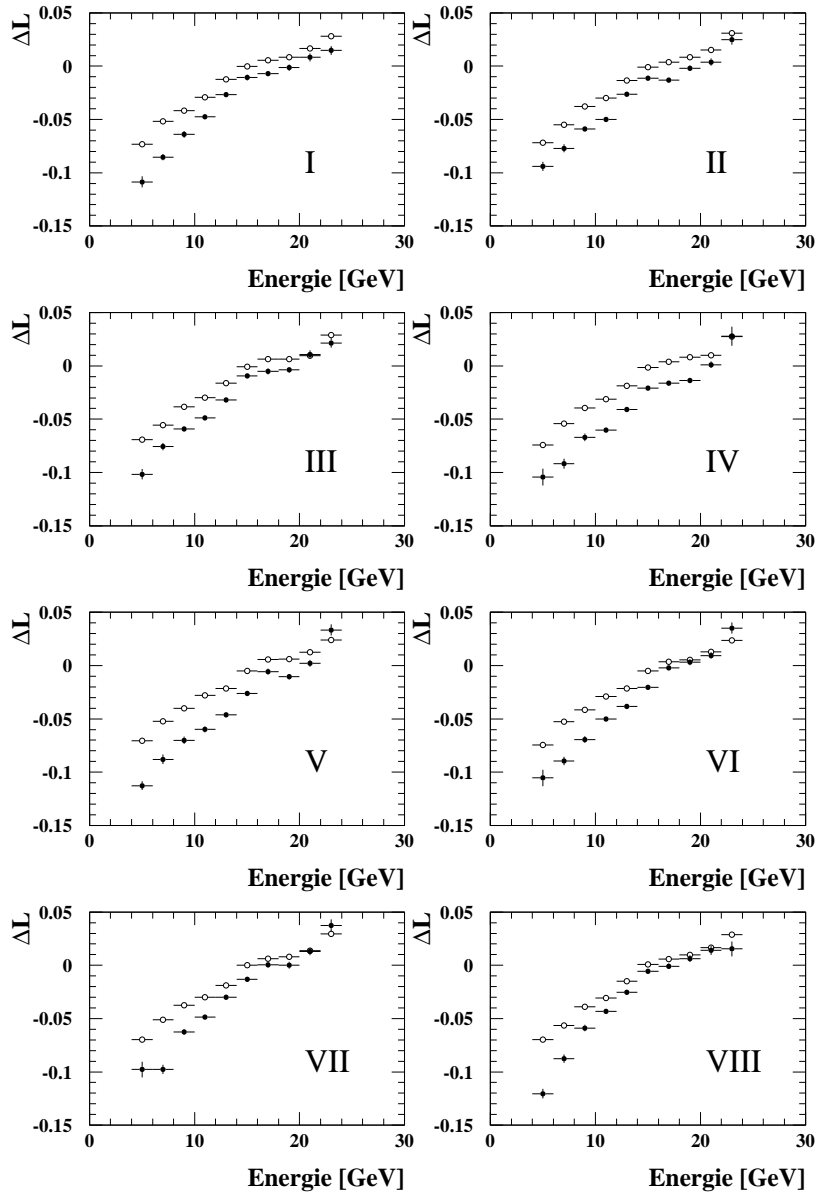 ΔL ΔL
0.05 0.05
0 0
-0.05 -0.05
-0.1 I -0.1 II
-0.15 -0.15
0 10 20 30 0 10 20 30
Energie [GeV] Energie [GeV]
ΔL ΔL
0.05 0.05
0 0
-0.05 -0.05
-0.1 III -0.1 IV
-0.15 -0.15
0 10 20 30 0 10 20 30
Energie [GeV] Energie [GeV]
ΔL ΔL
0.05 0.05
0 0
-0.05 -0.05
-0.1 V -0.1 VI
-0.15 -0.15
0 10 20 30 0 10 20 30
Energie [GeV] Energie [GeV]
ΔL ΔL
0.05 0.05
0 0
-0.05 -0.05
-0.1 VII -0.1 VIII
-0.15 -0.15
0 10 20 30 0 10 20 30
Energie [GeV] Energie [GeV]